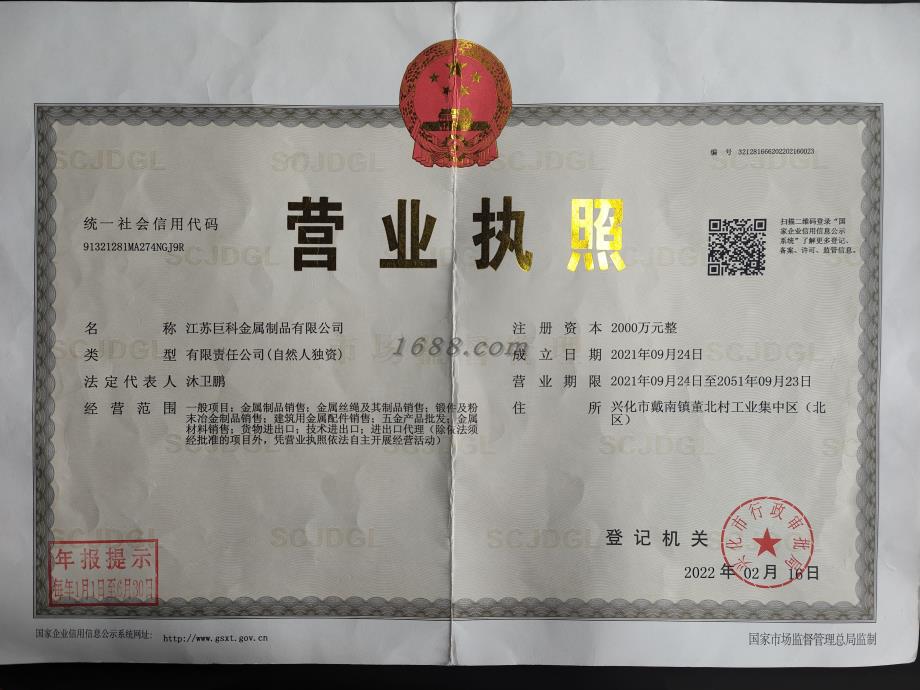 编 号 321281666202202160023
统一社会信用代码
91321281MA274NGJ9R
营业执照
扫描二维码登录“国
家企业信用信息公示
系统”了解更多登记、
备案、许可、监管信息。
名 称 江苏巨科金属制品有限公司
类 型 有限责任公司(自然人独资)
法定代表人 沐卫鹏
经营范围 一般项目；金属制品销售；金属丝绳及其制品销售；锻件及粉
末冶金制品销售；建筑用金属配件销售；五金产品批发；金属
材料销售；货物进出口；技术进出口；进出口代理（除依法须
经批准的项目外，凭营业执照依法自主开展经营活动）
注册资本 2000万元整
成立日期 2021年09月24日
营业期限 2021年09月24日至2051年09月23日
住 所 兴化市戴南镇董北村工业集中区（北
区）
1688.com
SCJDGL SCJDGL SCJDGL
SCJDGL SCJDGL
市场监管
SCJDGL SCJDGL
SCJDGL SCJDGL
年报提示
每年1月1日至6月30日
登记机关
兴化市行政审批局
2022年02月16日
国家企业信用信息公示系统网址： http://www.gsxt.gov.cn
国家市场监督管理总局监制